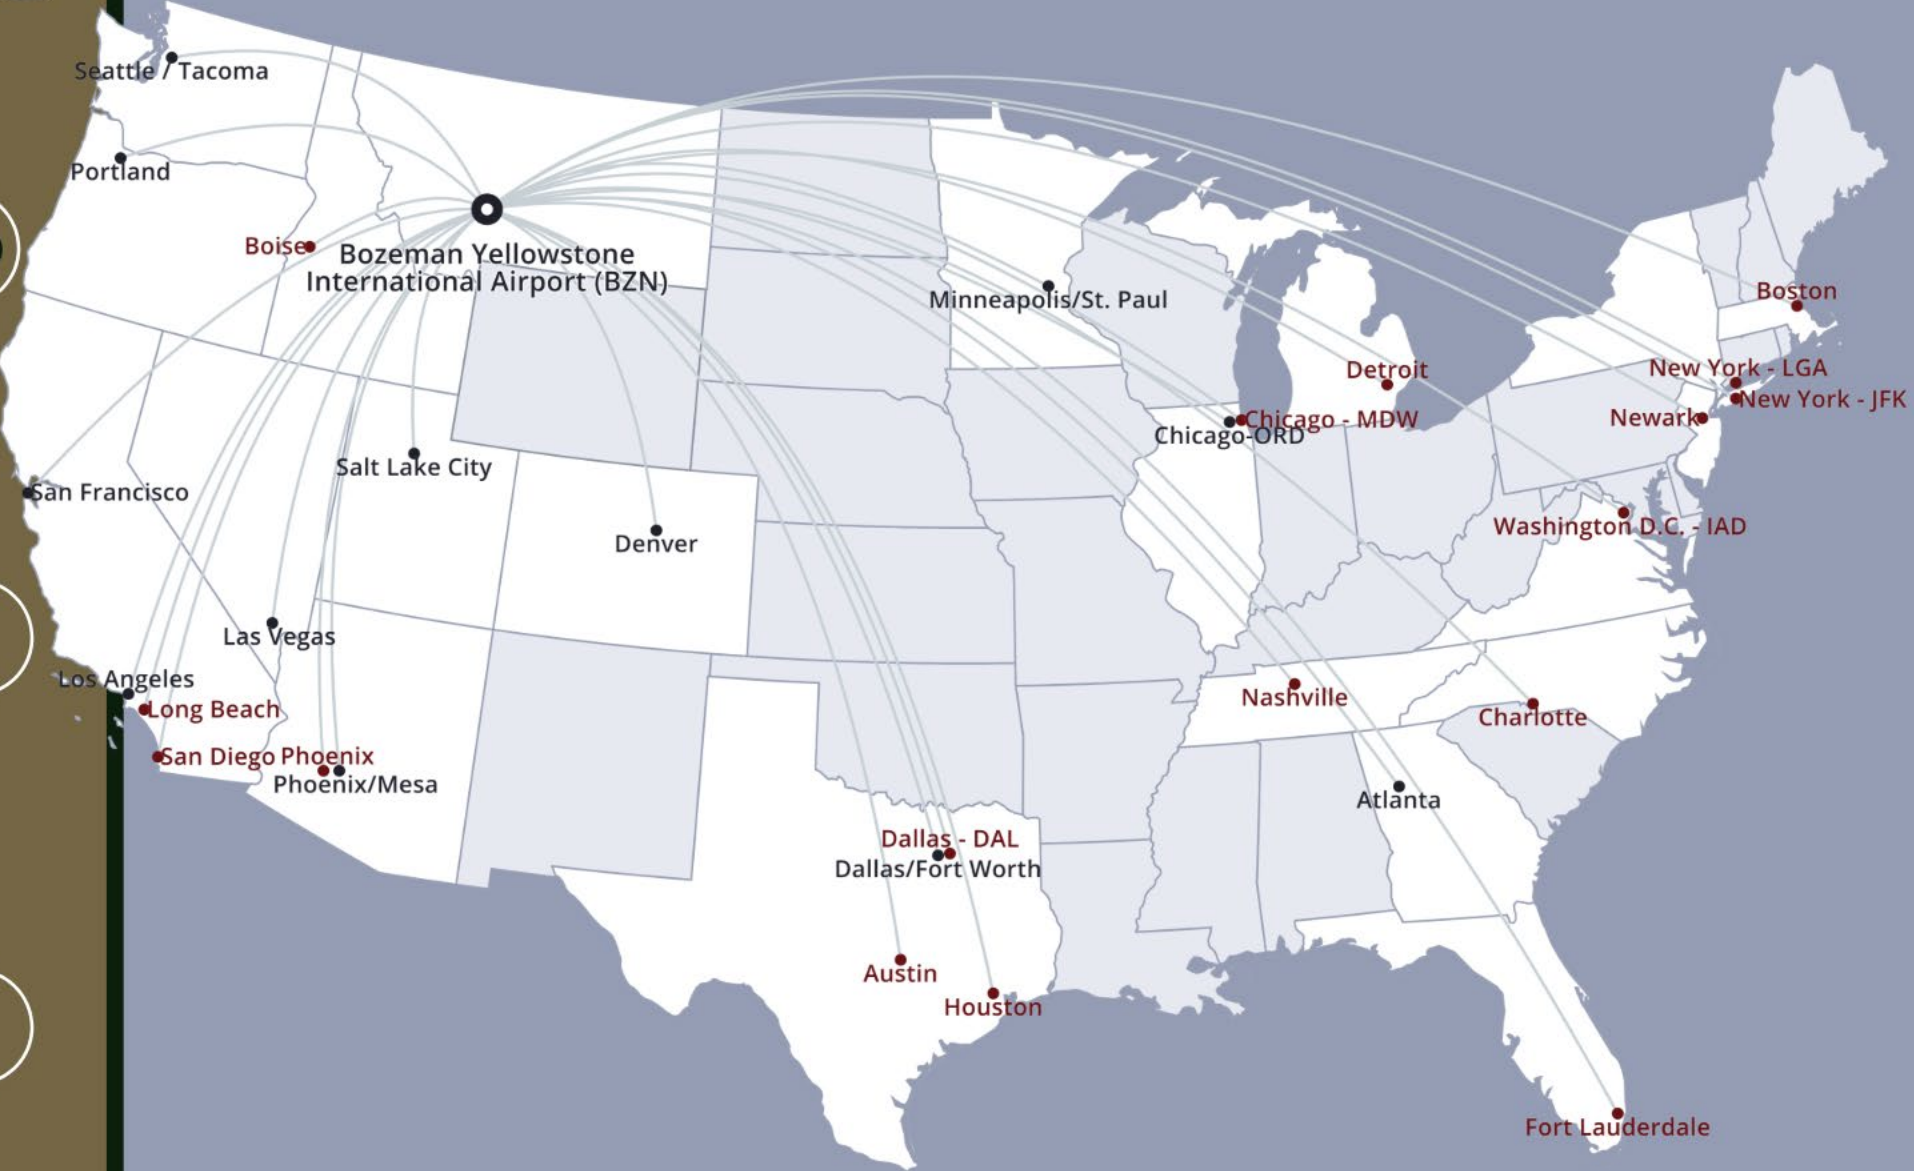 Seattle / Tacoma
Portland
Boise
Bozeman Yellowstone
International Airport (BZN)
Minneapolis/St. Paul
Boston
Detroit
New York - LGA
New York - JFK
Newark
Chicago - MDW
Chicago-ORD
Salt Lake City
San Francisco
Denver
Washington D.C. - IAD
Las Vegas
Los Angeles
Long Beach
Nashville
Charlotte
San Diego
Phoenix
Phoenix/Mesa
Atlanta
Dallas - DAL
Dallas/Fort Worth
Austin
Houston
Fort Lauderdale